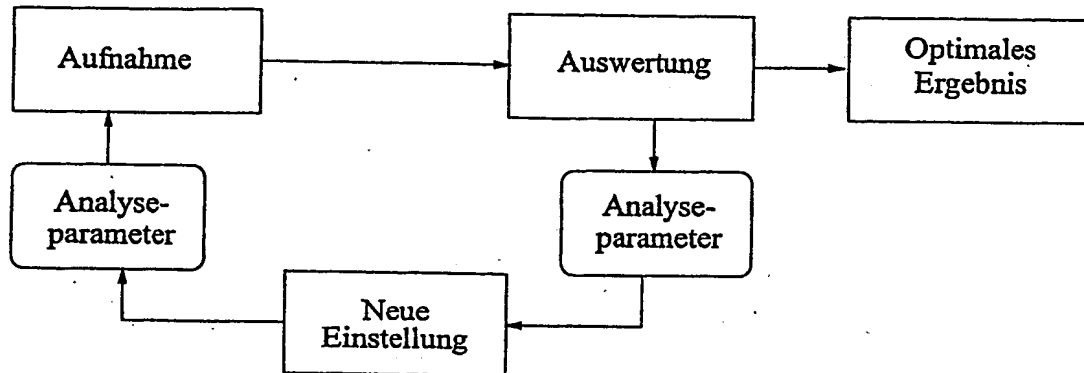 Aufnahme
Auswertung
Optimales
Ergebnis
Analyse-
parameter
Analyse-
parameter
Neue
Einstellung